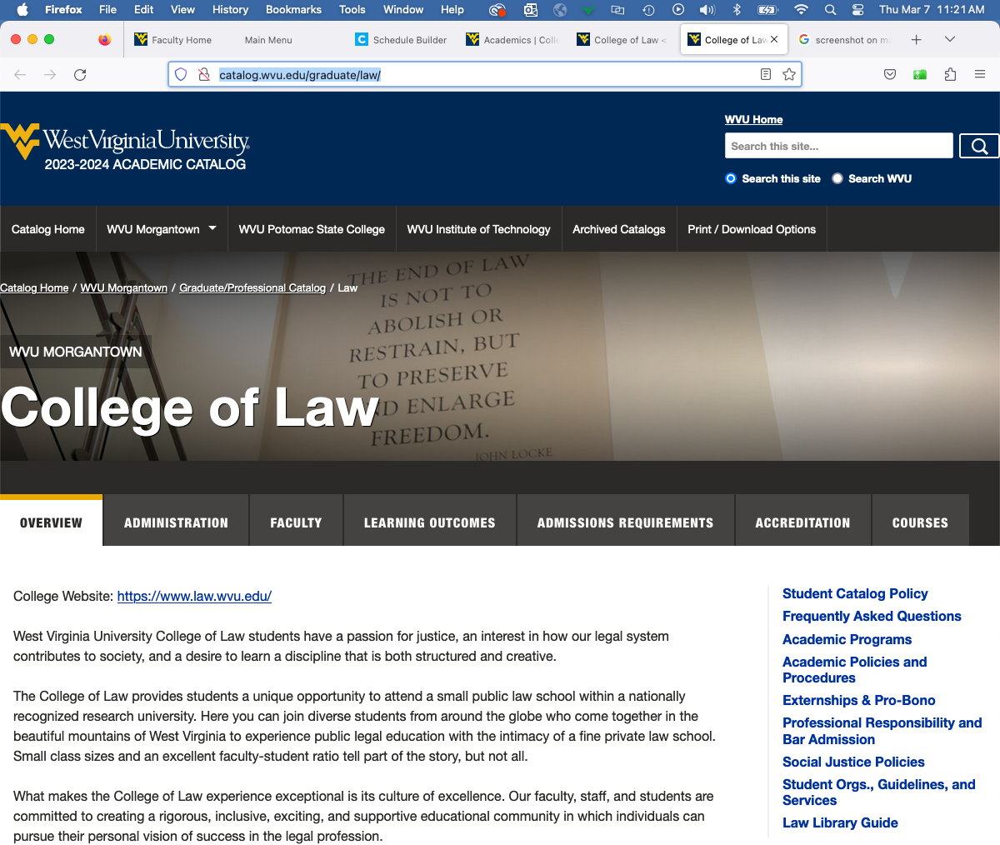 Firefox File Edit View History Bookmarks Tools Window Help Thu Mar 7 11:21 AM
Faculty Home Main Menu Schedule Builder Academics | Colle College of Law < College of Law screenshot on m
catalog.wvu.edu/graduate/law/
WVU Home
West Virginia University®
2023-2024 ACADEMIC CATALOG
Search this site...
Search this site Search WVU
Catalog Home WVU Morgantown WVU Potomac State College WVU Institute of Technology Archived Catalogs Print / Download Options
Catalog Home / WVU Morgantown / Graduate/Professional Catalog / Law
THE END OF LAW
IS NOT TO
ABOLISH OR
RESTRAIN, BUT
TO PRESERVE
ND ENLARGE
FREEDOM.
JOHN LOCKE
WVU MORGANTOWN
College of Law
OVERVIEW ADMINISTRATION FACULTY LEARNING OUTCOMES ADMISSIONS REQUIREMENTS ACCREDITATION COURSES
College Website: https://www.law.wvu.edu/
West Virginia University College of Law students have a passion for justice, an interest in how our legal system
contributes to society, and a desire to learn a discipline that is both structured and creative.
The College of Law provides students a unique opportunity to attend a small public law school within a nationally
recognized research university. Here you can join diverse students from around the globe who come together in the
beautiful mountains of West Virginia to experience public legal education with the intimacy of a fine private law school.
Small class sizes and an excellent faculty-student ratio tell part of the story, but not all.
What makes the College of Law experience exceptional is its culture of excellence. Our faculty, staff, and students are
committed to creating a rigorous, inclusive, exciting, and supportive educational community in which individuals can
pursue their personal vision of success in the legal profession.
Student Catalog Policy
Frequently Asked Questions
Academic Programs
Academic Policies and
Procedures
Externships & Pro-Bono
Professional Responsibility and
Bar Admission
Social Justice Policies
Student Orgs., Guidelines, and
Services
Law Library Guide